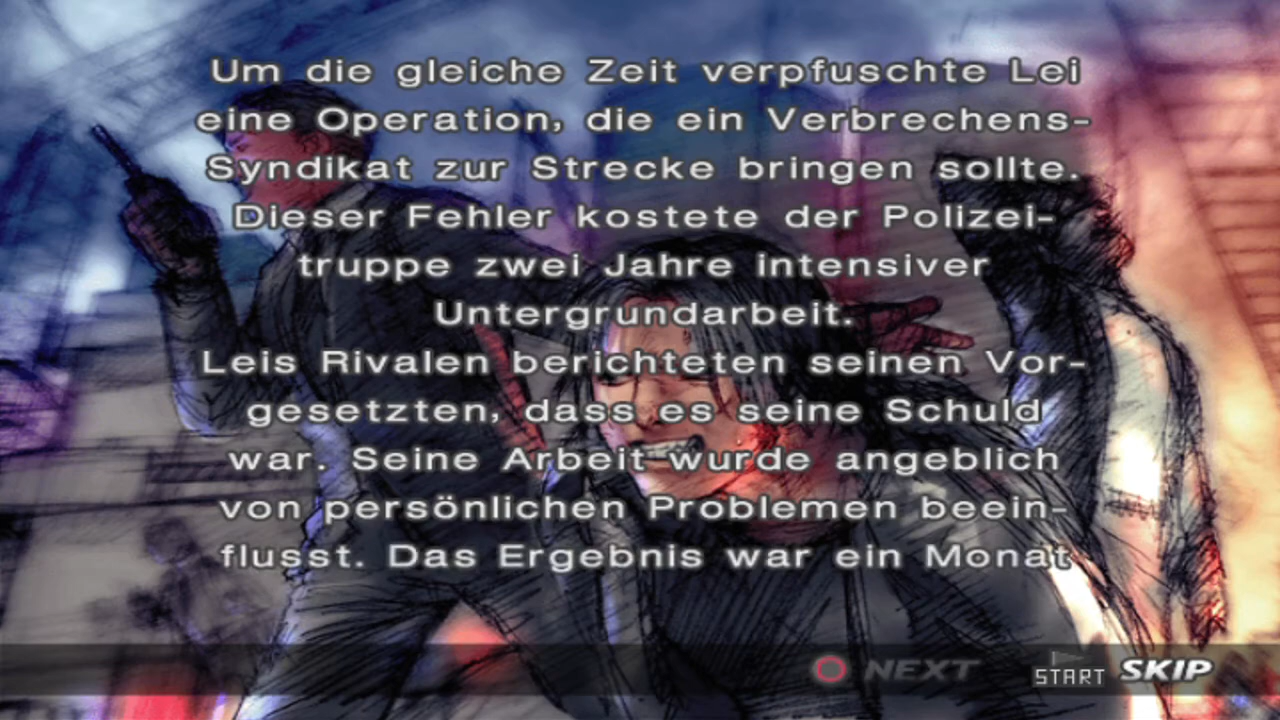 Um die gleiche Zeit verpfuschte Lei
eine Operation, die ein Verbrechens-
Syndikat zur Strecke bringen sollte.
Dieser Fehler kostete der Polizei-
truppe zwei Jahre intensiver
Untergrundarbeit.
Leis Rivalen berichteten seinen Vor-
gesetzten, dass es seine Schuld
war. Seine Arbeit wurde angeblich
von persönlichen Problemen beein-
flusst. Das Ergebnis war ein Monat
NEXT START SKIP